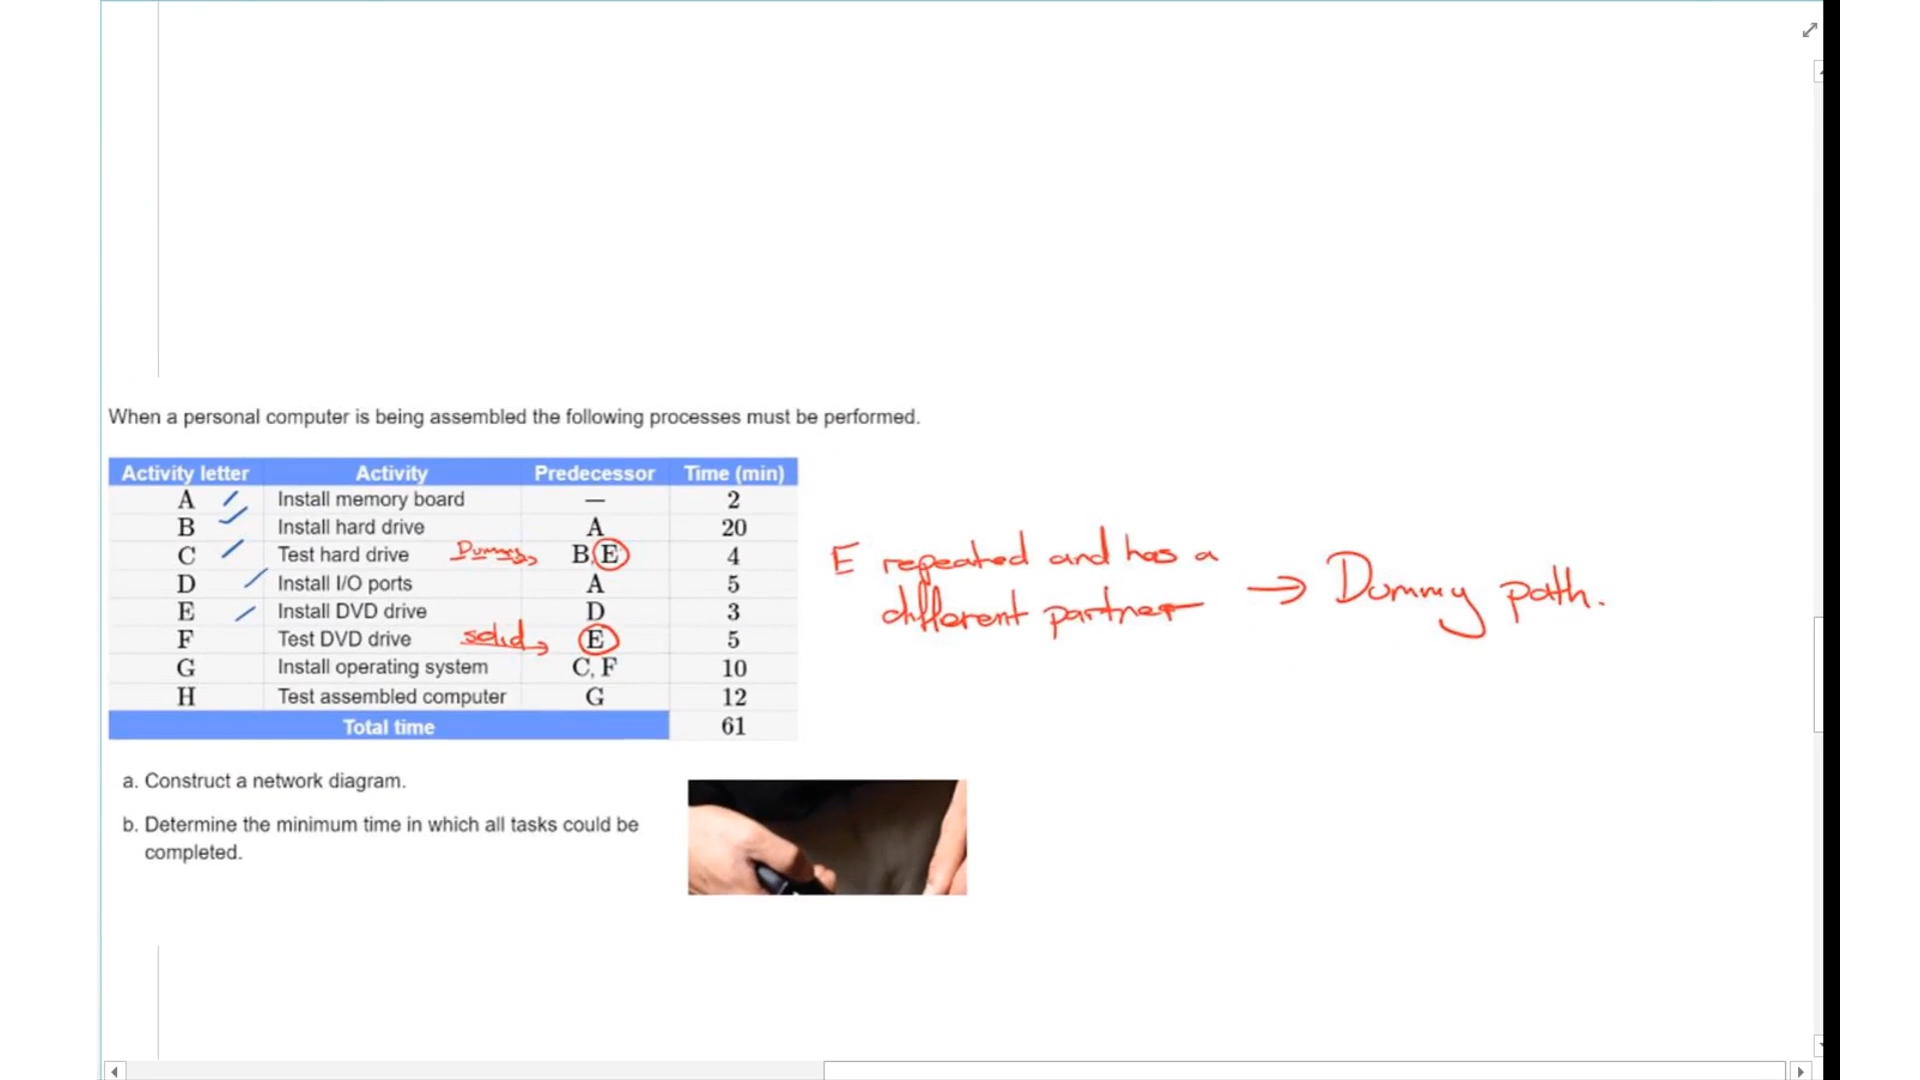 When a personal computer is being assembled the following processes must be performed.
Activity letter Activity Predecessor Time (min)
A Install memory board — 2
B Install hard drive A 20
C Test hard drive Dummy B, E 4
D Install I/O ports A 5
E Install DVD drive D 3
F Test DVD drive solid E 5
G Install operating system C, F 10
H Test assembled computer G 12
Total time 61
E repeated and has a
different partner → Dummy path.
a. Construct a network diagram.
b. Determine the minimum time in which all tasks could be
completed.